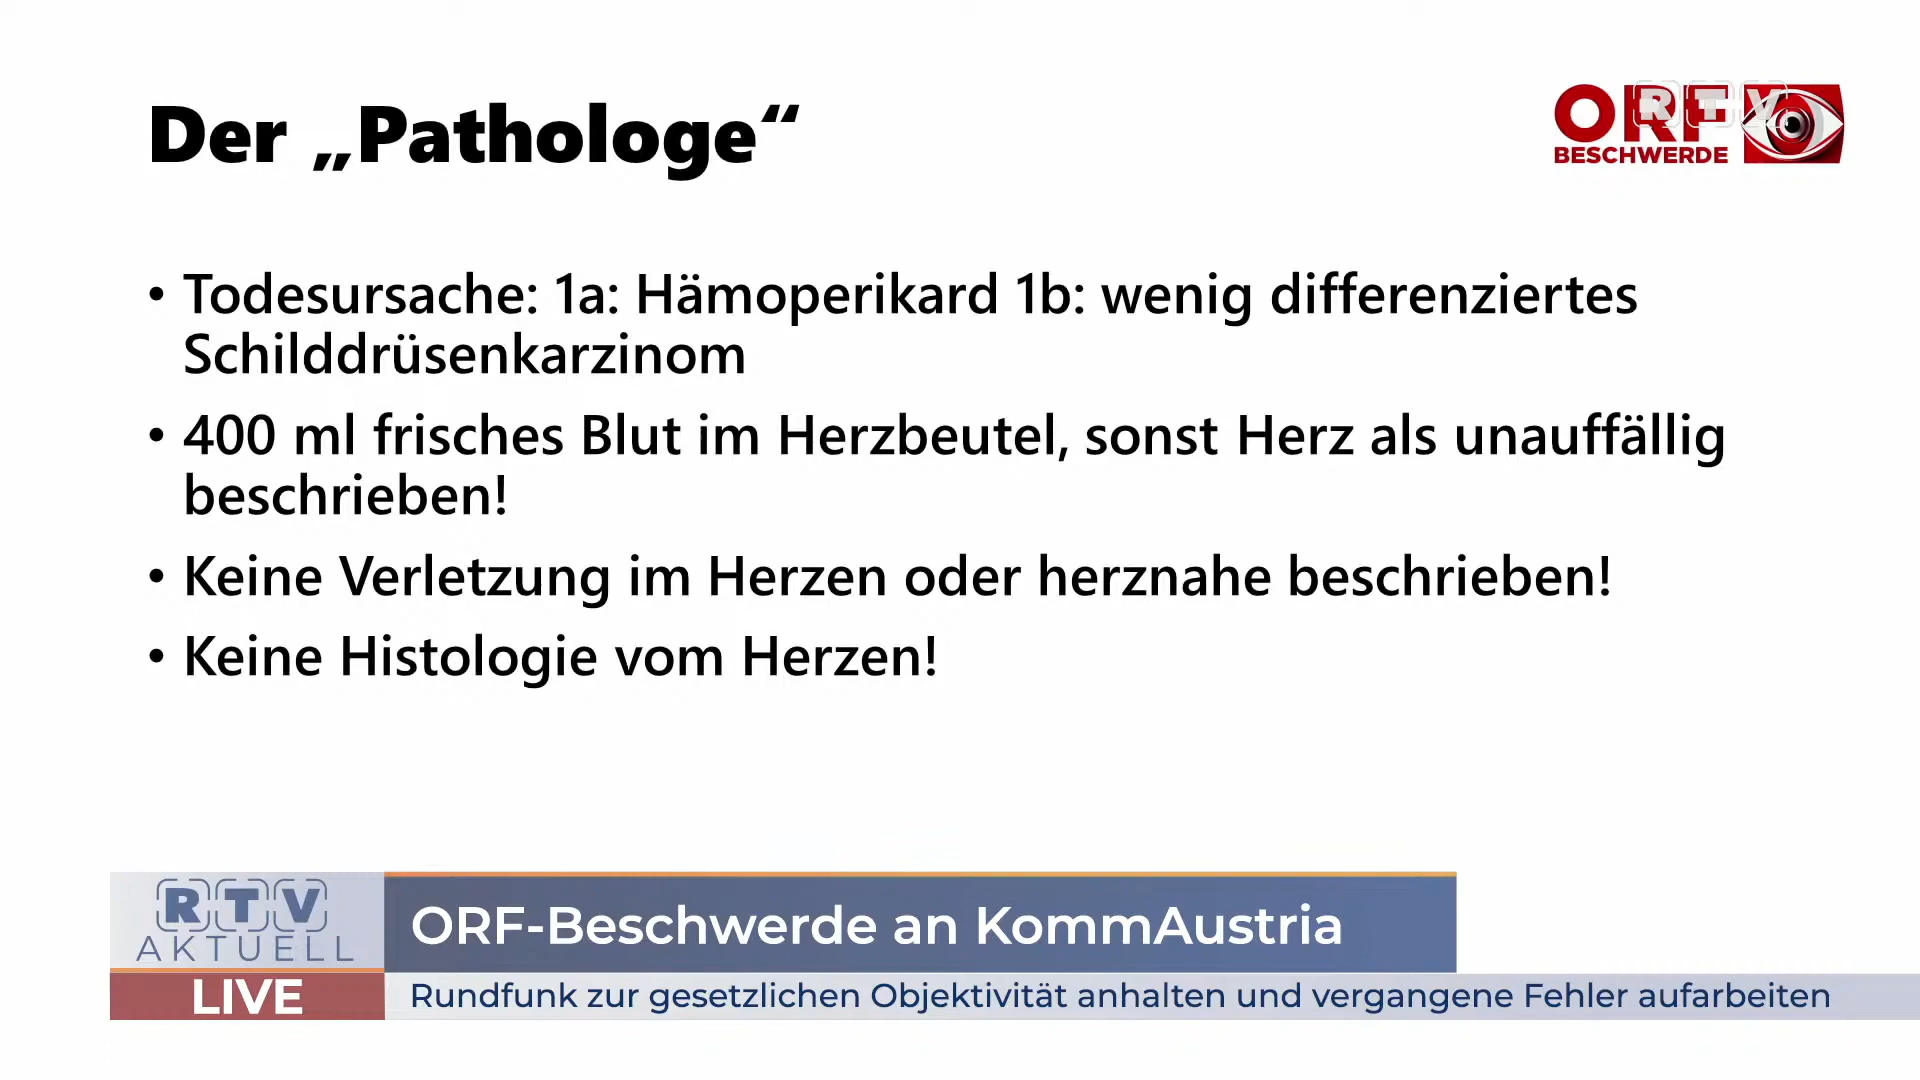 Der „Pathologe“
ORF
RTV
BESCHWERDE
• Todesursache: 1a: Hämoperikard 1b: wenig differenziertes
Schilddrüsenkarzinom
• 400 ml frisches Blut im Herzbeutel, sonst Herz als unauffällig
beschrieben!
• Keine Verletzung im Herzen oder herznahe beschrieben!
• Keine Histologie vom Herzen!
RTV
AKTUELL
LIVE
ORF-Beschwerde an KommAustria
Rundfunk zur gesetzlichen Objektivität anhalten und vergangene Fehler aufarbeiten